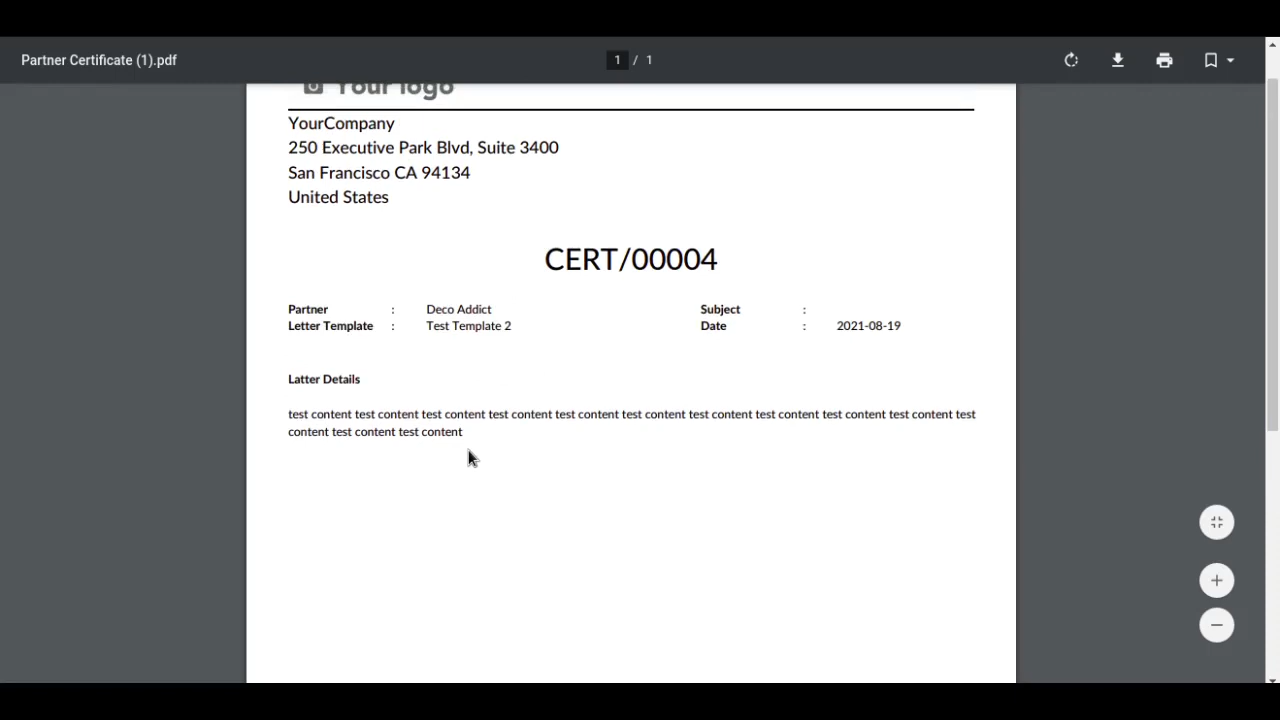 Partner Certificate (1).pdf
1 / 1
Your logo
YourCompany
250 Executive Park Blvd, Suite 3400
San Francisco CA 94134
United States
CERT/00004
Partner : Deco Addict Subject :
Letter Template : Test Template 2 Date : 2021-08-19
Latter Details
test content test content test content test content test content test content test content test content test content test content test
content test content test content